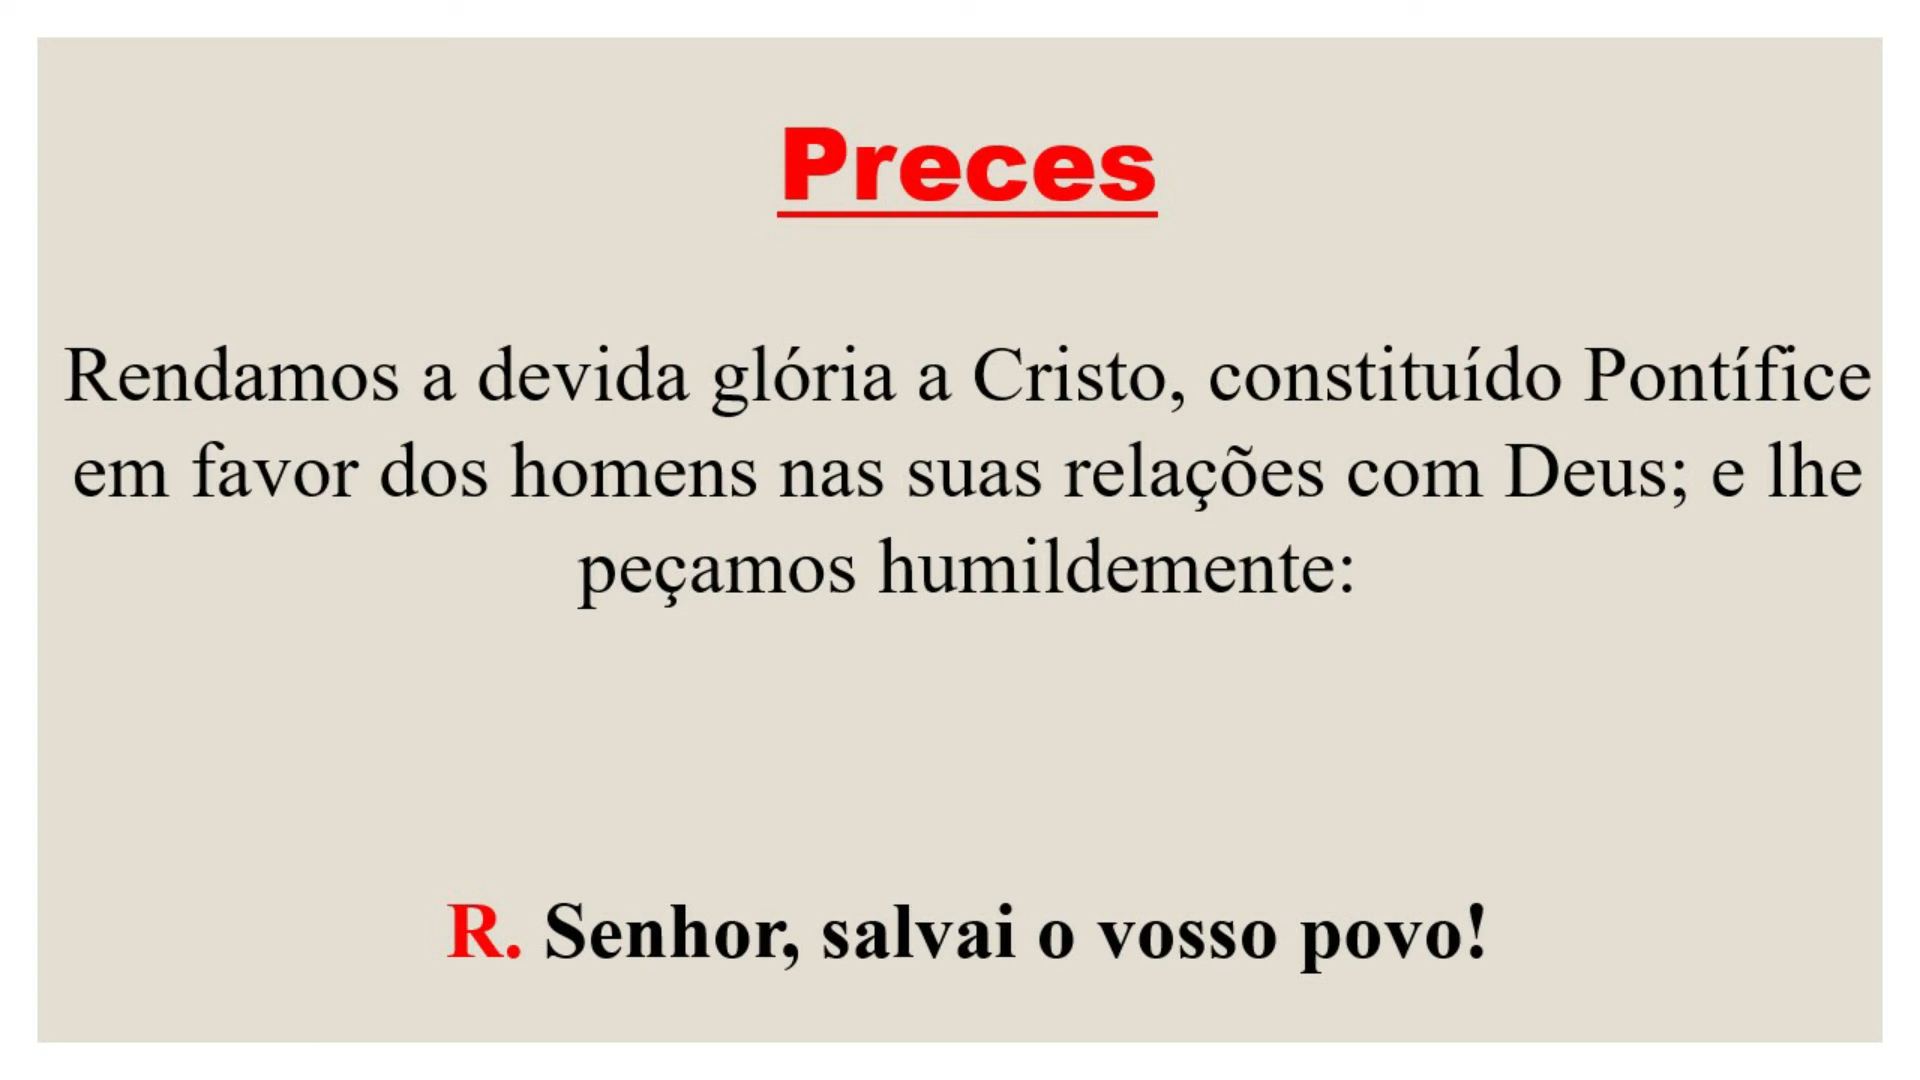 Preces
Rendamos a devida glória a Cristo, constituído Pontífice
em favor dos homens nas suas relações com Deus; e lhe
peçamos humildemente:
R. Senhor, salvai o vosso povo!